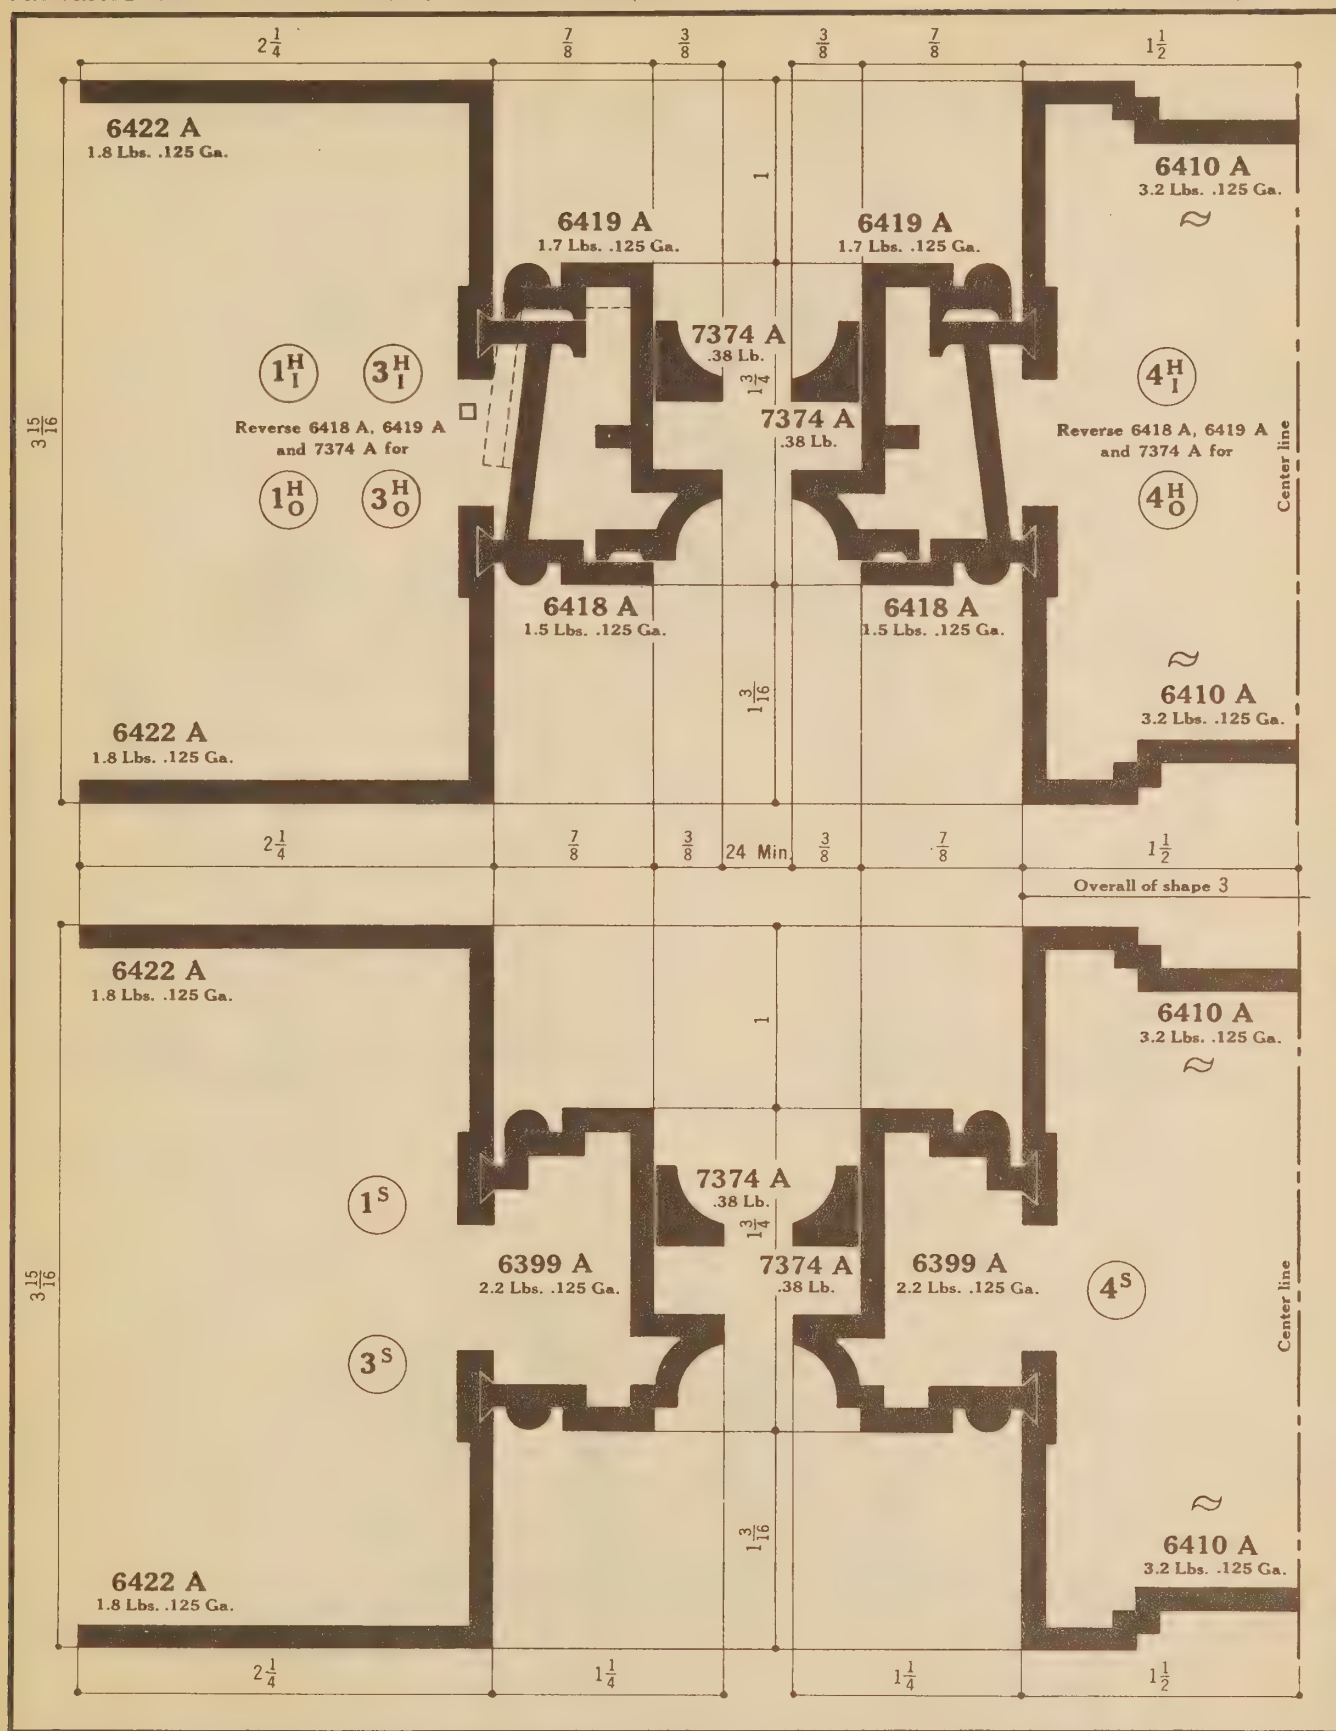 2 1/4 7/8 3/8 3/8 7/8 1 1/2
6422 A
1.8 Lbs. .125 Ga.
6410 A
3.2 Lbs. .125 Ga.
1
6419 A
1.7 Lbs. .125 Ga.
6419 A
1.7 Lbs. .125 Ga.
7374 A
.38 Lb.
1 3/4
7374 A
.38 Lb.
1 H I 3 H I
Reverse 6418 A, 6419 A
and 7374 A for
1 H O 3 H O
4 H I
Reverse 6418 A, 6419 A
and 7374 A for
4 H O
Center line
3 15/16
6418 A
1.5 Lbs. .125 Ga.
6418 A
1.5 Lbs. .125 Ga.
1 3/16
6422 A
1.8 Lbs. .125 Ga.
6410 A
3.2 Lbs. .125 Ga.
2 1/4 7/8 3/8 24 Min. 3/8 7/8 1 1/2
Overall of shape 3
6422 A
1.8 Lbs. .125 Ga.
6410 A
3.2 Lbs. .125 Ga.
1
7374 A
.38 Lb.
1 3/4
7374 A
.38 Lb.
1 S
6399 A
2.2 Lbs. .125 Ga.
6399 A
2.2 Lbs. .125 Ga.
4 S
3 S
Center line
3 15/16
1 3/16
6422 A
1.8 Lbs. .125 Ga.
6410 A
3.2 Lbs. .125 Ga.
2 1/4 1 1/4 1 1/4 1 1/2